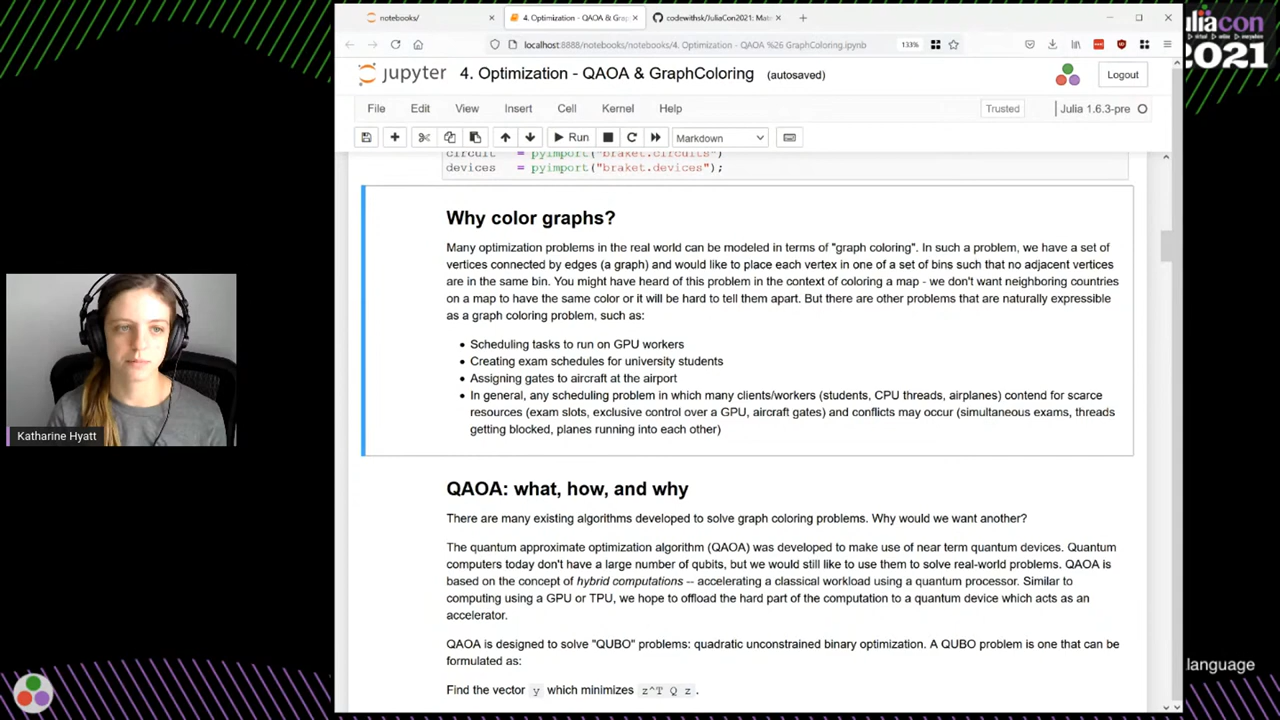 notebooks/
4. Optimization - QAOA & Gra
codewithsk/JuliaCon2021: Mate
localhost:8888/notebooks/notebooks/4. Optimization - QAOA %26 GraphColoring.ipynb
133%
uliacon
2021
jupyter
4. Optimization - QAOA & GraphColoring
(autosaved)
Logout
File
Edit
View
Insert
Cell
Kernel
Help
Trusted
Julia 1.6.3-pre
Run
Markdown
circuit = pyimport("braket.circuits")
devices = pyimport("braket.devices");
Why color graphs?
Many optimization problems in the real world can be modeled in terms of "graph coloring". In such a problem, we have a set of
vertices connected by edges (a graph) and would like to place each vertex in one of a set of bins such that no adjacent vertices
are in the same bin. You might have heard of this problem in the context of coloring a map - we don't want neighboring countries
on a map to have the same color or it will be hard to tell them apart. But there are other problems that are naturally expressible
as a graph coloring problem, such as:
• Scheduling tasks to run on GPU workers
• Creating exam schedules for university students
• Assigning gates to aircraft at the airport
• In general, any scheduling problem in which many clients/workers (students, CPU threads, airplanes) contend for scarce
resources (exam slots, exclusive control over a GPU, aircraft gates) and conflicts may occur (simultaneous exams, threads
getting blocked, planes running into each other)
Katharine Hyatt
QAOA: what, how, and why
There are many existing algorithms developed to solve graph coloring problems. Why would we want another?
The quantum approximate optimization algorithm (QAOA) was developed to make use of near term quantum devices. Quantum
computers today don't have a large number of qubits, but we would still like to use them to solve real-world problems. QAOA is
based on the concept of hybrid computations -- accelerating a classical workload using a quantum processor. Similar to
computing using a GPU or TPU, we hope to offload the hard part of the computation to a quantum device which acts as an
accelerator.
QAOA is designed to solve "QUBO" problems: quadratic unconstrained binary optimization. A QUBO problem is one that can be
formulated as:
language
Find the vector y which minimizes z^T Q z .